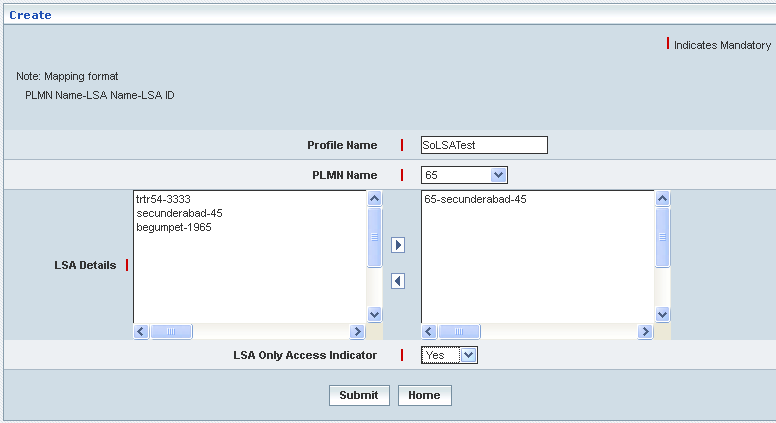 Create
Indicates Mandatory
Note: Mapping format
PLMN Name-LSA Name-LSA ID
Profile Name SoLSATest
PLMN Name 65
LSA Details
trtr54-3333
secunderabad-45
begumpet-1965
65-secunderabad-45
LSA Only Access Indicator Yes
Submit Home